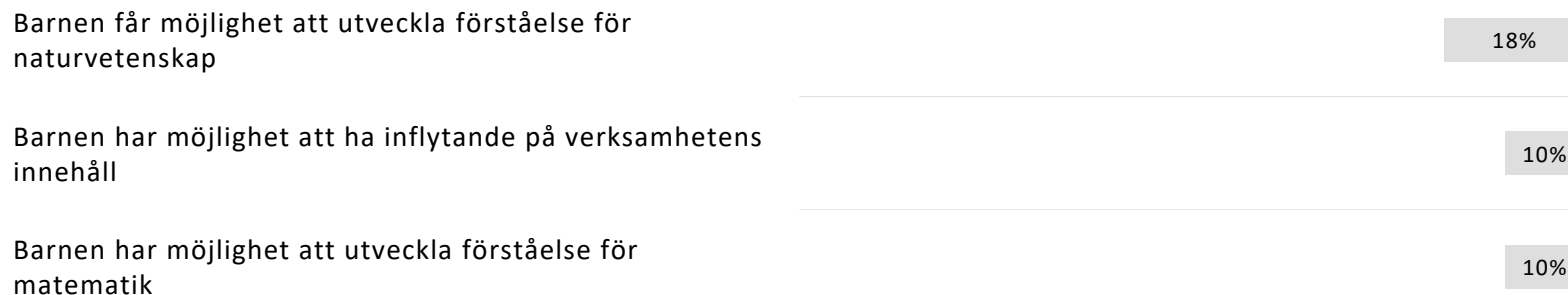 Barnen får möjlighet att utveckla förståelse för
naturvetenskap
18%
Barnen har möjlighet att ha inflytande på verksamhetens
innehåll
10%
Barnen har möjlighet att utveckla förståelse för
matematik
10%